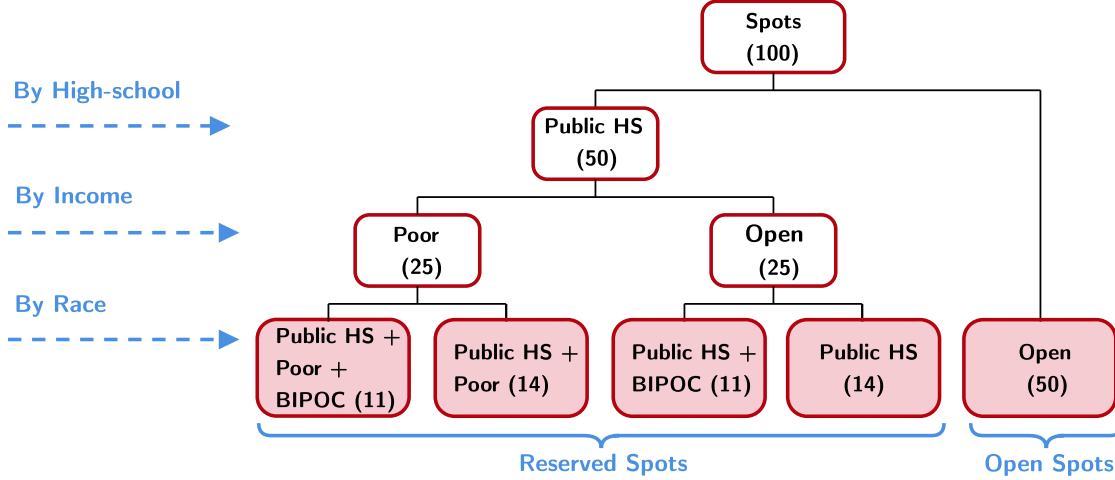 Spots
(100)
By High-school
Public HS
(50)
By Income
Poor
(25)
Open
(25)
By Race
Public HS +
Poor +
BIPOC (11)
Public HS +
Poor (14)
Public HS +
BIPOC (11)
Public HS
(14)
Open
(50)
Reserved Spots
Open Spots